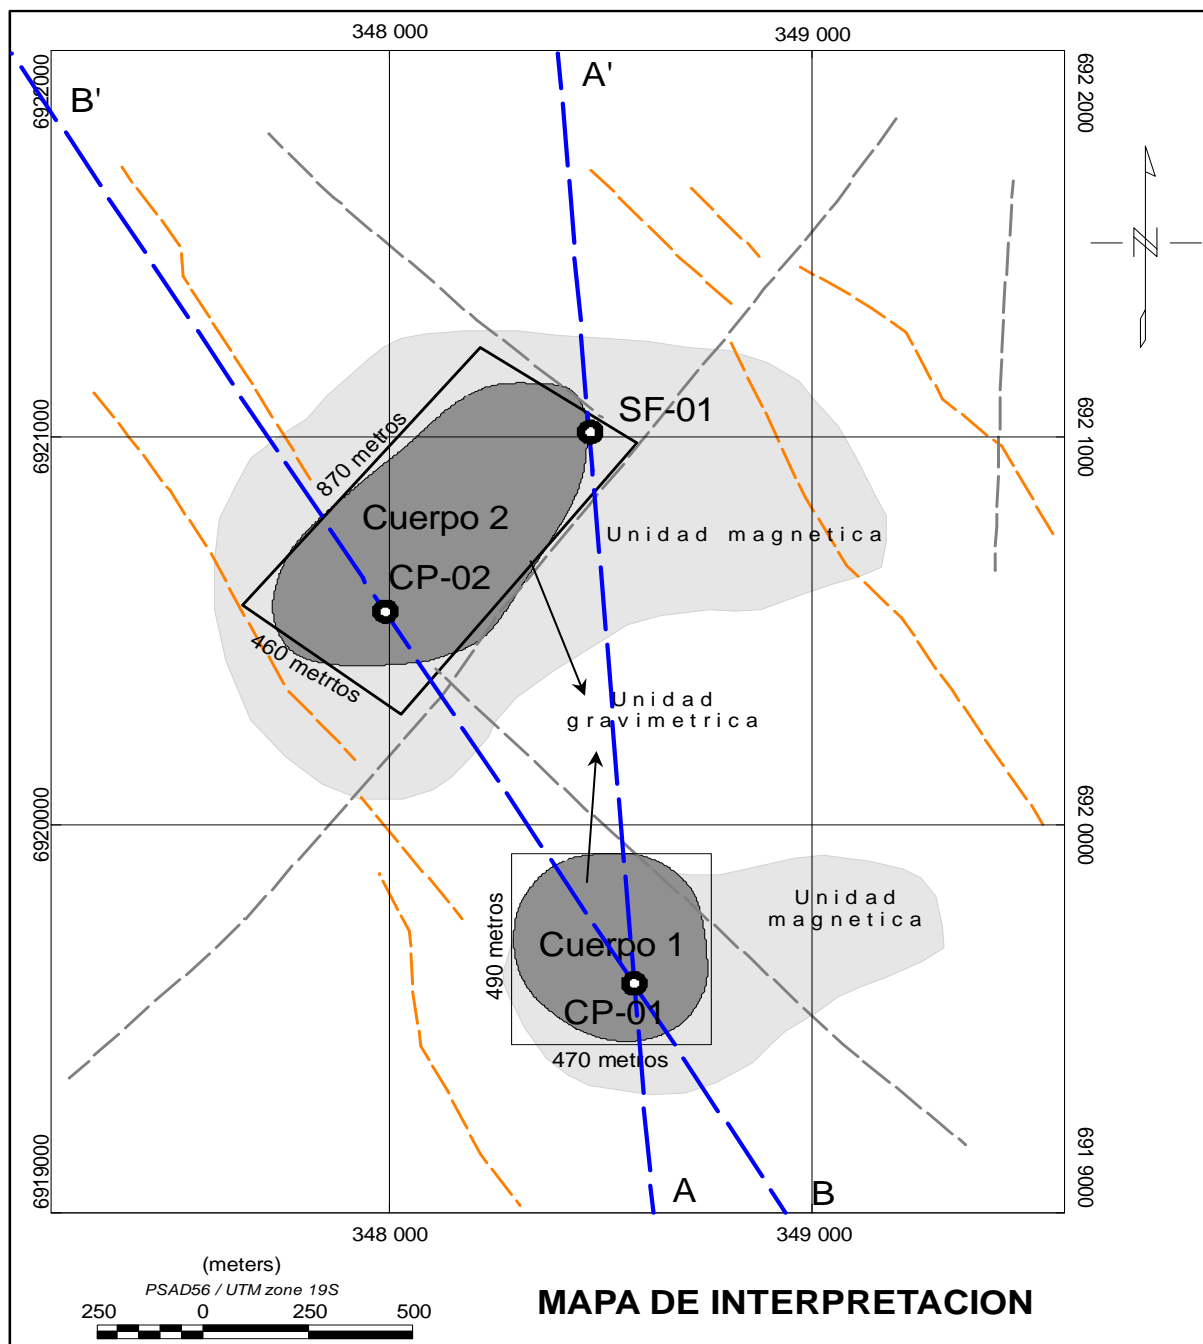 348 000
349 000
6922000
692 2000
B'
A'
SF-01
6921000
692 1000
870 metros
Cuerpo 2
Unidad magnetica
CP-02
460 metrtos
Unidad
gravimetrica
6920000
692 0000
Unidad
magnetica
Cuerpo 1
490 metros
CP-01
470 metros
6919000
691 9000
A
B
348 000
349 000
(meters)
PSAD56 / UTM zone 19S
250 0 250 500
MAPA DE INTERPRETACION
N